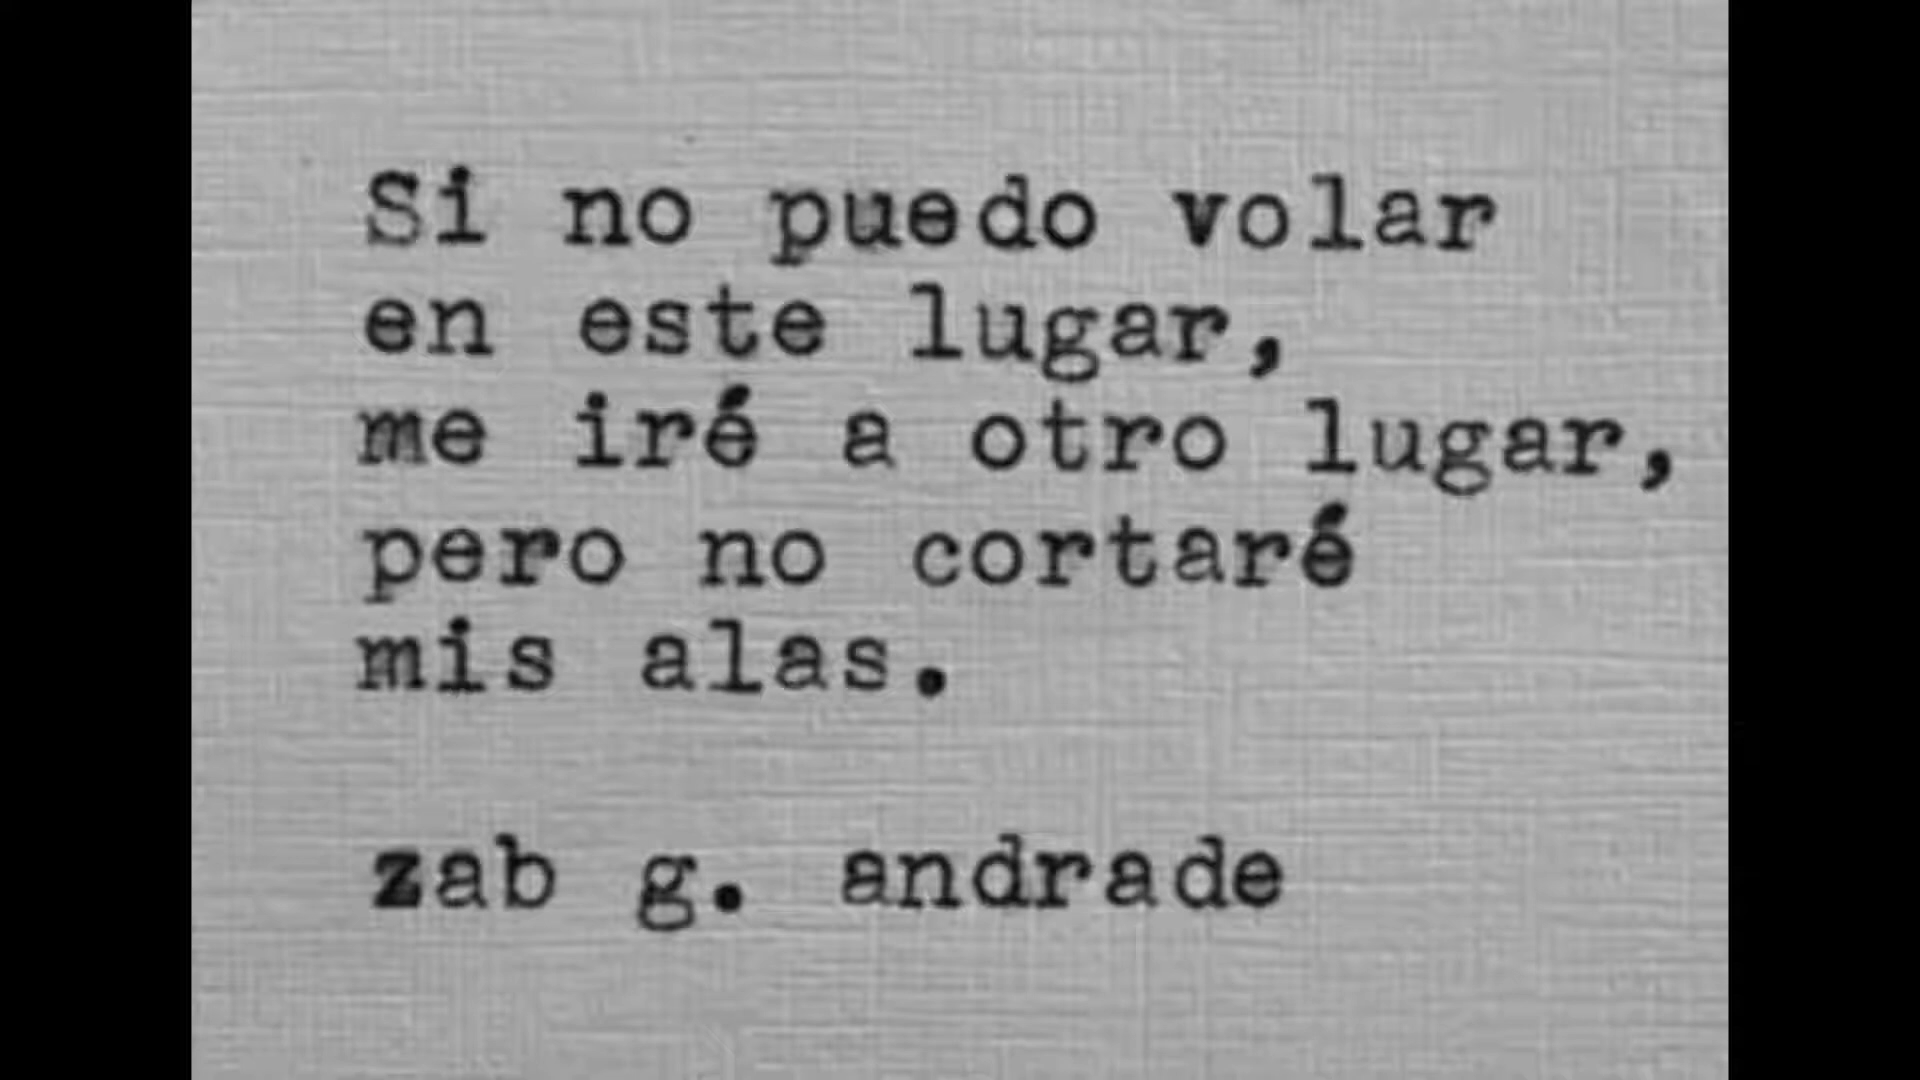 Si no puedo volar
en este lugar,
me iré a otro lugar,
pero no cortaré
mis alas.
zab g. andrade